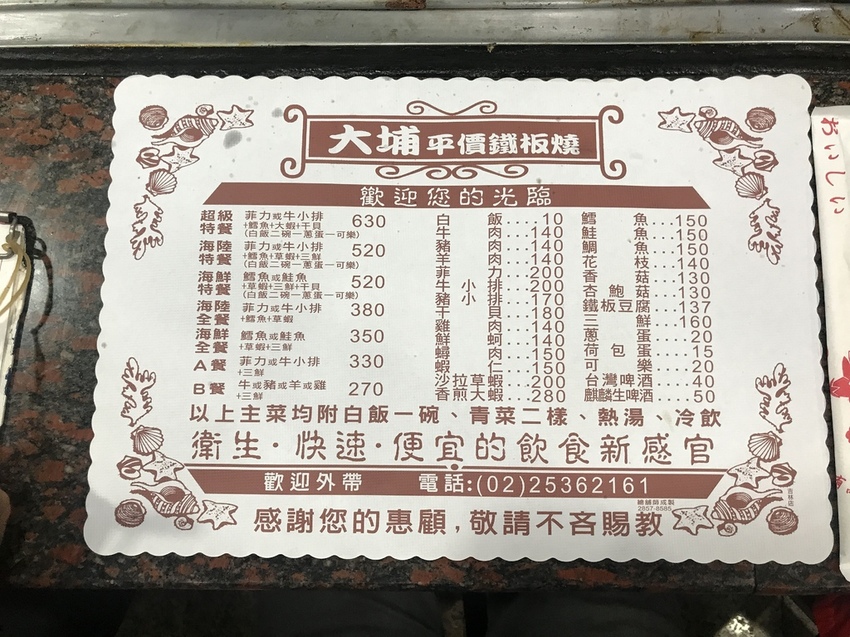 大埔平價鐵板燒
歡迎您的光臨
超級特餐 菲力或牛小排 630
+鱈魚+大蝦+干貝
(白飯二碗一蔥蛋一可樂)
海陸特餐 菲力或牛小排 520
+鱈魚+草蝦+三鮮
(白飯二碗一蔥蛋一可樂)
海鮮特餐 鱈魚或鮭魚 520
+草蝦+三鮮+干貝
(白飯二碗一蔥蛋一可樂)
海陸全餐 菲力或牛小排 380
+鱈魚+草蝦
海鮮全餐 鱈魚或鮭魚 350
+草蝦+三鮮
A餐 菲力或牛小排 330
+三鮮
B餐 牛或豬或羊或雞 270
+三鮮
白飯....10
牛肉...140
豬肉...140
羊肉...140
菲力...200
牛小排..200
豬小排..170
干貝...180
雞肉...140
鮮蚵...140
蟳肉...150
蝦仁...150
沙拉草蝦..200
香煎大蝦..280
鱈魚...150
鮭魚...150
鯛魚...150
花枝...140
香菇...130
杏鮑菇...130
鐵板豆腐..137
三鮮...160
蔥蛋....20
荷包蛋....15
可樂....20
台灣啤酒...40
麒麟生啤酒...50
以上主菜均附白飯一碗、青菜二樣、熱湯、冷飲
衛生·快速·便宜的飲食新感官
歡迎外帶 電話:(02)25362161
感謝您的惠顧,敬請不吝賜教
2857-8585
吉林店
おいしい